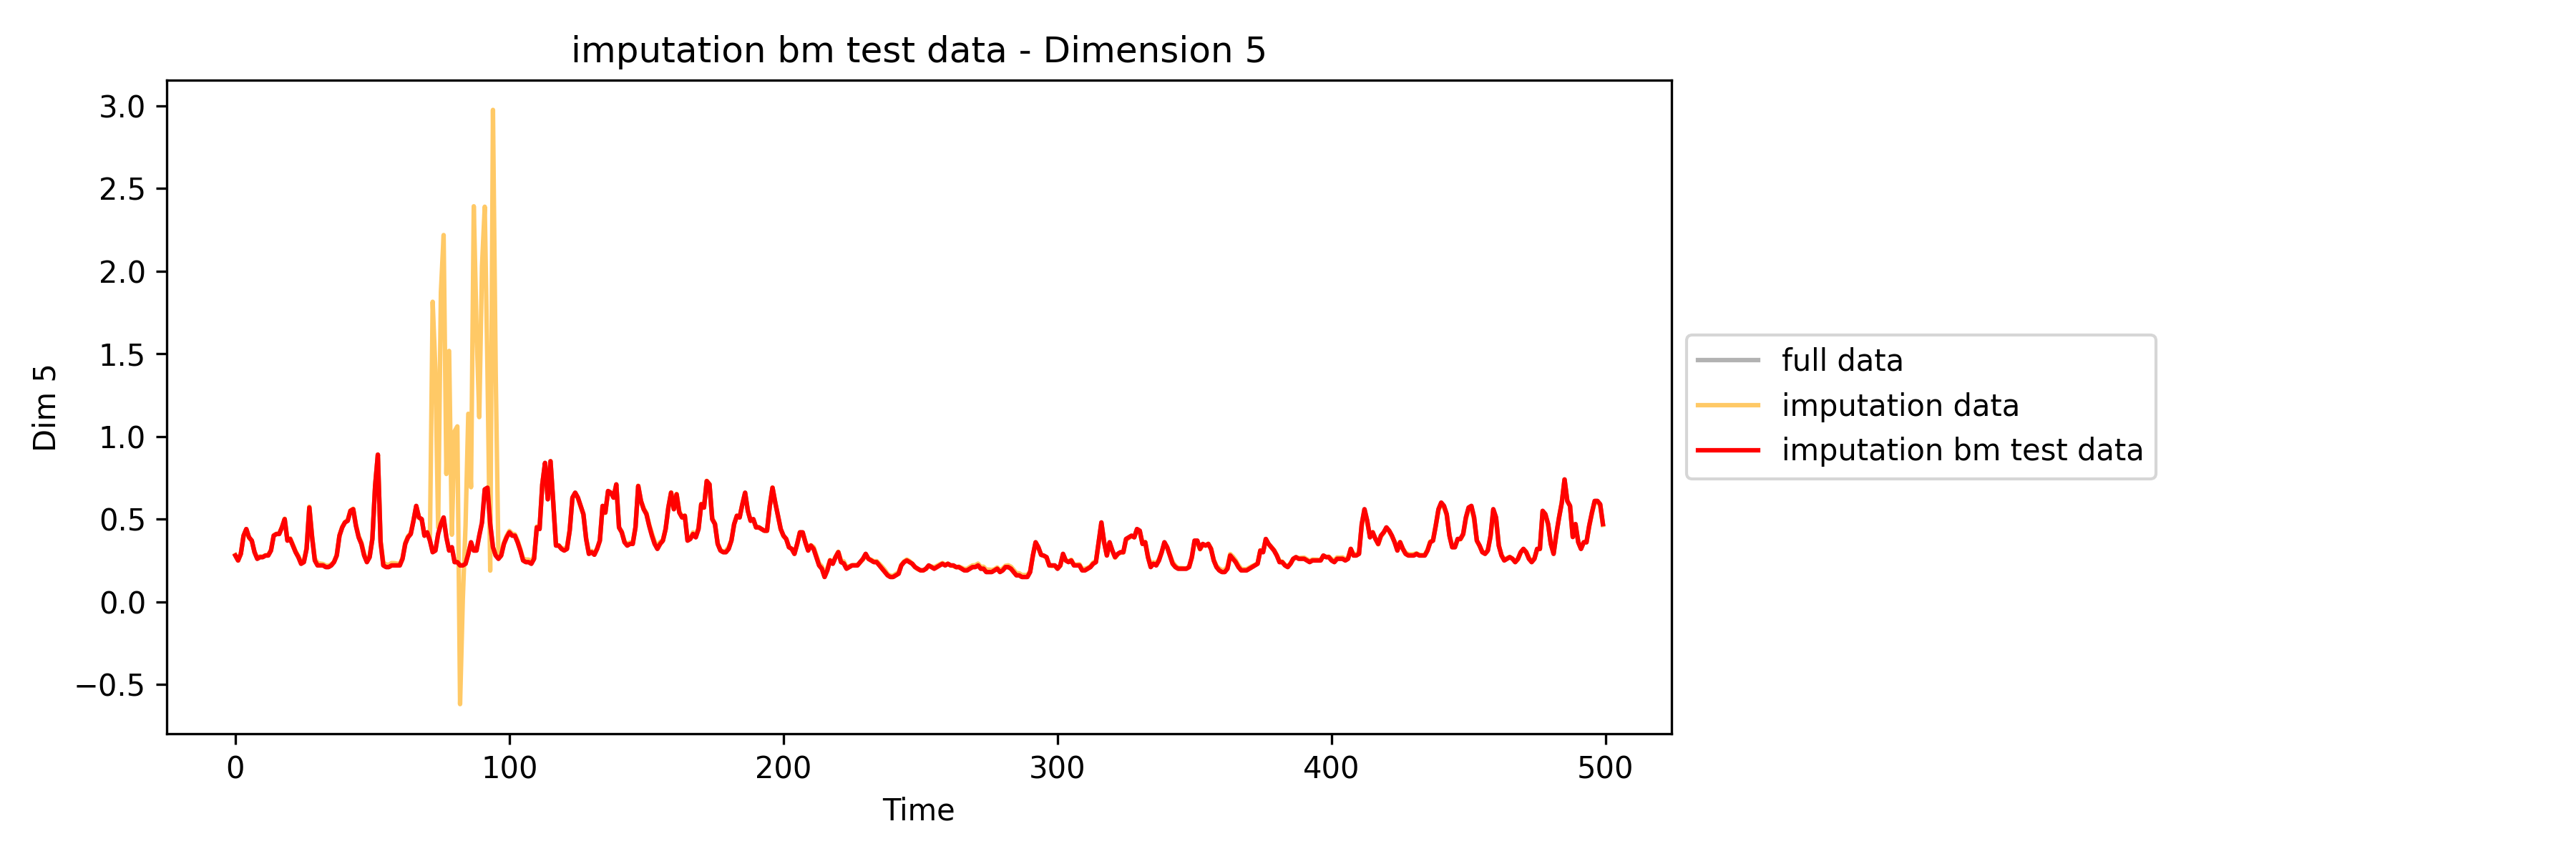 imputation bm test data - Dimension 5
3.0
2.5
2.0
1.5
1.0
0.5
0.0
−0.5
Dim 5
0 100 200 300 400 500
Time
full data
imputation data
imputation bm test data